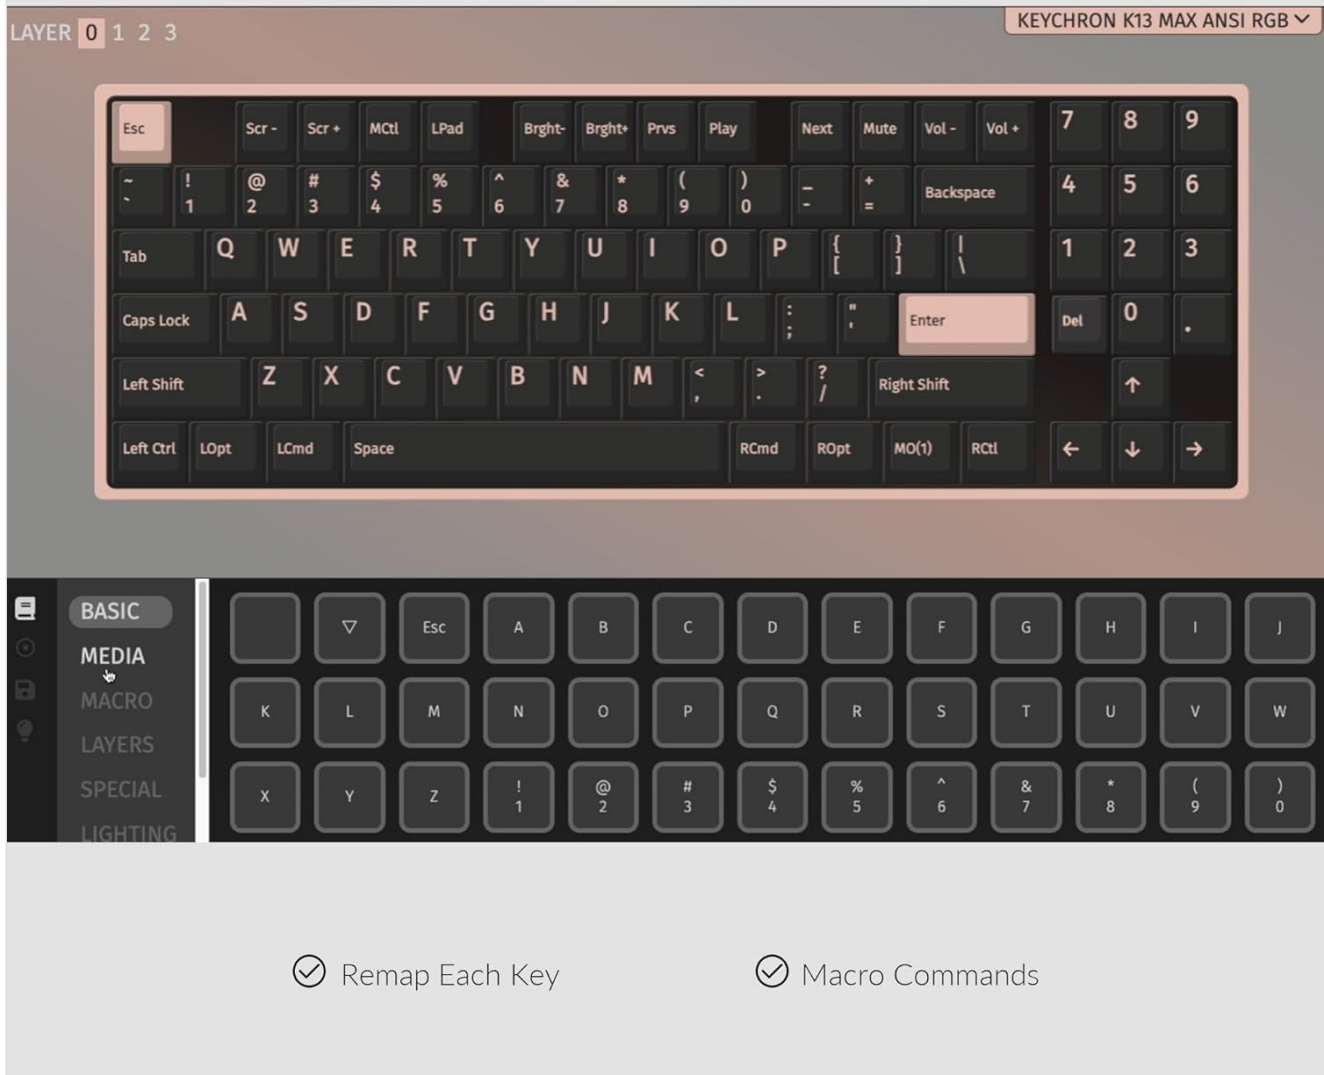 LAYER 0 1 2 3
KEYCHRON K13 MAX ANSI RGB
Esc Scr - Scr + MCtl LPad Brght- Brght+ Prvs Play Next Mute Vol - Vol + 7 8 9
~ ! @ # $ % ^ & * ( ) _ + Backspace 4 5 6
` 1 2 3 4 5 6 7 8 9 0 - =
Tab Q W E R T Y U I O P { } | 1 2 3
[ ] \
Caps Lock A S D F G H J K L : " Enter Del 0 .
; '
Left Shift Z X C V B N M < > ? Right Shift ↑
, . /
Left Ctrl LOpt LCmd Space RCmd ROpt MO(1) RCtl ← ↓ →
BASIC
MEDIA
MACRO
LAYERS
SPECIAL
LIGHTING
▽ Esc A B C D E F G H I J
K L M N O P Q R S T U V W
X Y Z ! @ # $ % ^ & * ( )
1 2 3 4 5 6 7 8 9 0
Remap Each Key
Macro Commands